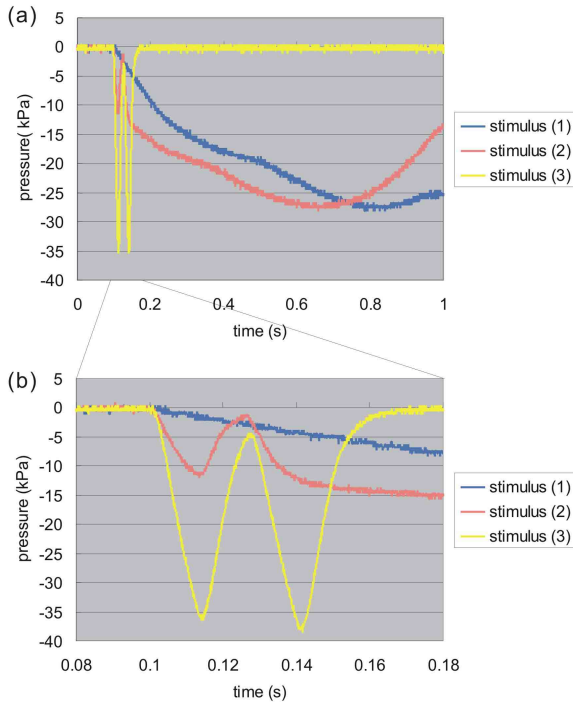 (a)
5
0
-5
-10
-15
-20
-25
-30
-35
-40
pressure( kPa)
0 0.2 0.4 0.6 0.8 1
time (s)
stimulus (1)
stimulus (2)
stimulus (3)
(b)
5
0
-5
-10
-15
-20
-25
-30
-35
-40
pressure (kPa)
0.08 0.1 0.12 0.14 0.16 0.18
time (s)
stimulus (1)
stimulus (2)
stimulus (3)